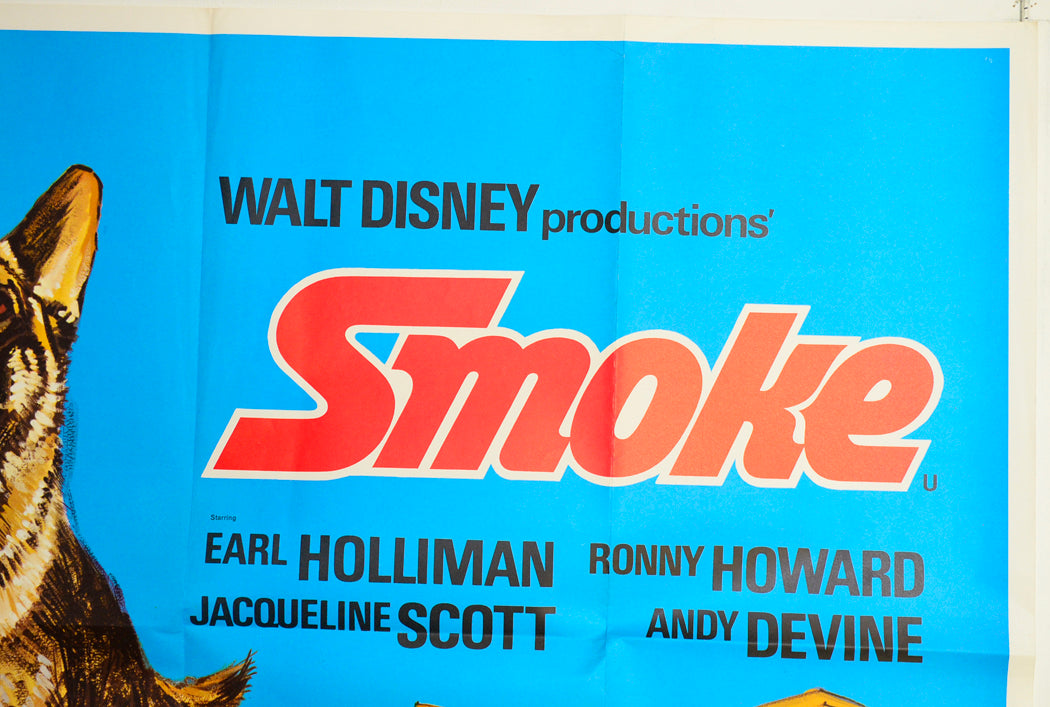 WALT DISNEY productions'
Smoke
U
Starring
EARL HOLLIMAN RONNY HOWARD
JACQUELINE SCOTT ANDY DEVINE